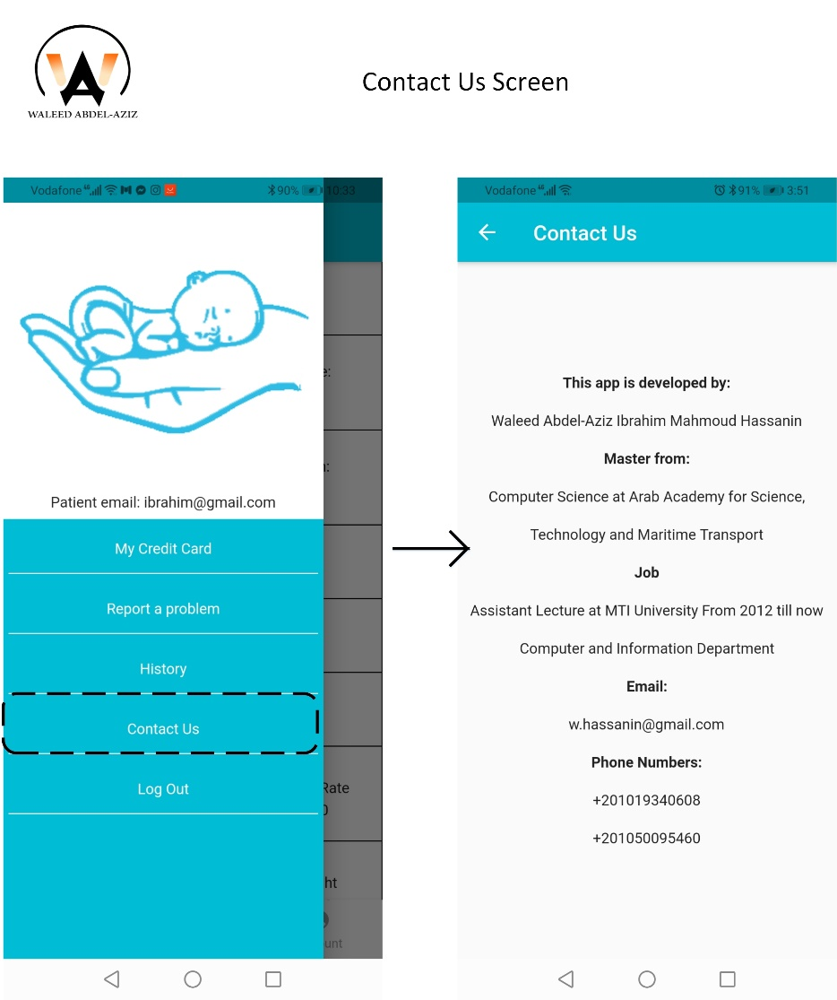 WALEED ABDEL-AZIZ
Contact Us Screen
Vodafone 90% 10:33
Patient email: ibrahim@gmail.com
My Credit Card
Report a problem
History
Contact Us
Log Out
e:
n:
Rate
0
ht
unt
Vodafone 91% 3:51
Contact Us
This app is developed by:
Waleed Abdel-Aziz Ibrahim Mahmoud Hassanin
Master from:
Computer Science at Arab Academy for Science,
Technology and Maritime Transport
Job
Assistant Lecture at MTI University From 2012 till now
Computer and Information Department
Email:
w.hassanin@gmail.com
Phone Numbers:
+201019340608
+201050095460